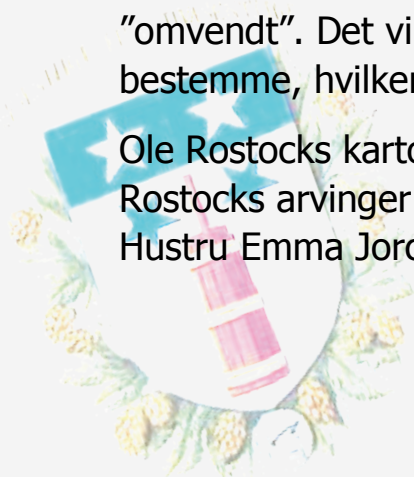 ”omvendt”. Det vi
bestemme, hvilken
Ole Rostocks karto
Rostocks arvinger
Hustru Emma Jord